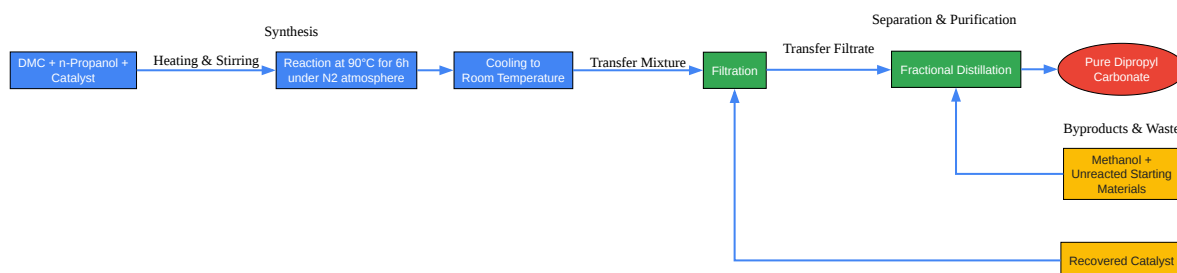 Synthesis
Separation & Purification
DMC + n-Propanol +
Catalyst
Heating & Stirring
Reaction at 90°C for 6h
under N2 atmosphere
Cooling to
Room Temperature
Transfer Mixture
Filtration
Transfer Filtrate
Fractional Distillation
Pure Dipropyl
Carbonate
Byproducts & Waste
Methanol +
Unreacted Starting
Materials
Recovered Catalyst